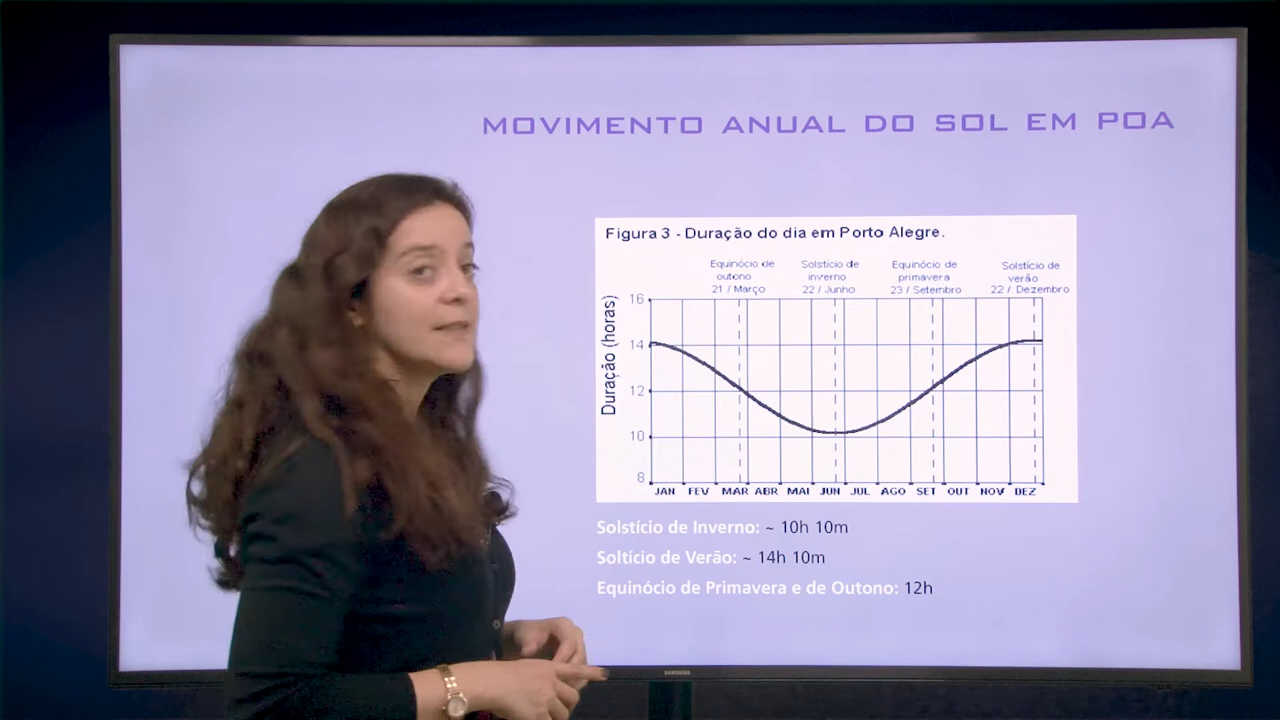 MOVIMENTO ANUAL DO SOL EM POA
Figura 3 - Duração do dia em Porto Alegre.
Equinócio de outono 21 / Março
Solstício de inverno 22 / Junho
Equinócio de primavera 23 / Setembro
Solstício de verão 22 / Dezembro
Duração (horas)
16
14
12
10
8
JAN FEV MAR ABR MAI JUN JUL AGO SET OUT NOV DEZ
Solstício de Inverno: ~ 10h 10m
Soltício de Verão: ~ 14h 10m
Equinócio de Primavera e de Outono: 12h
SAMSUNG